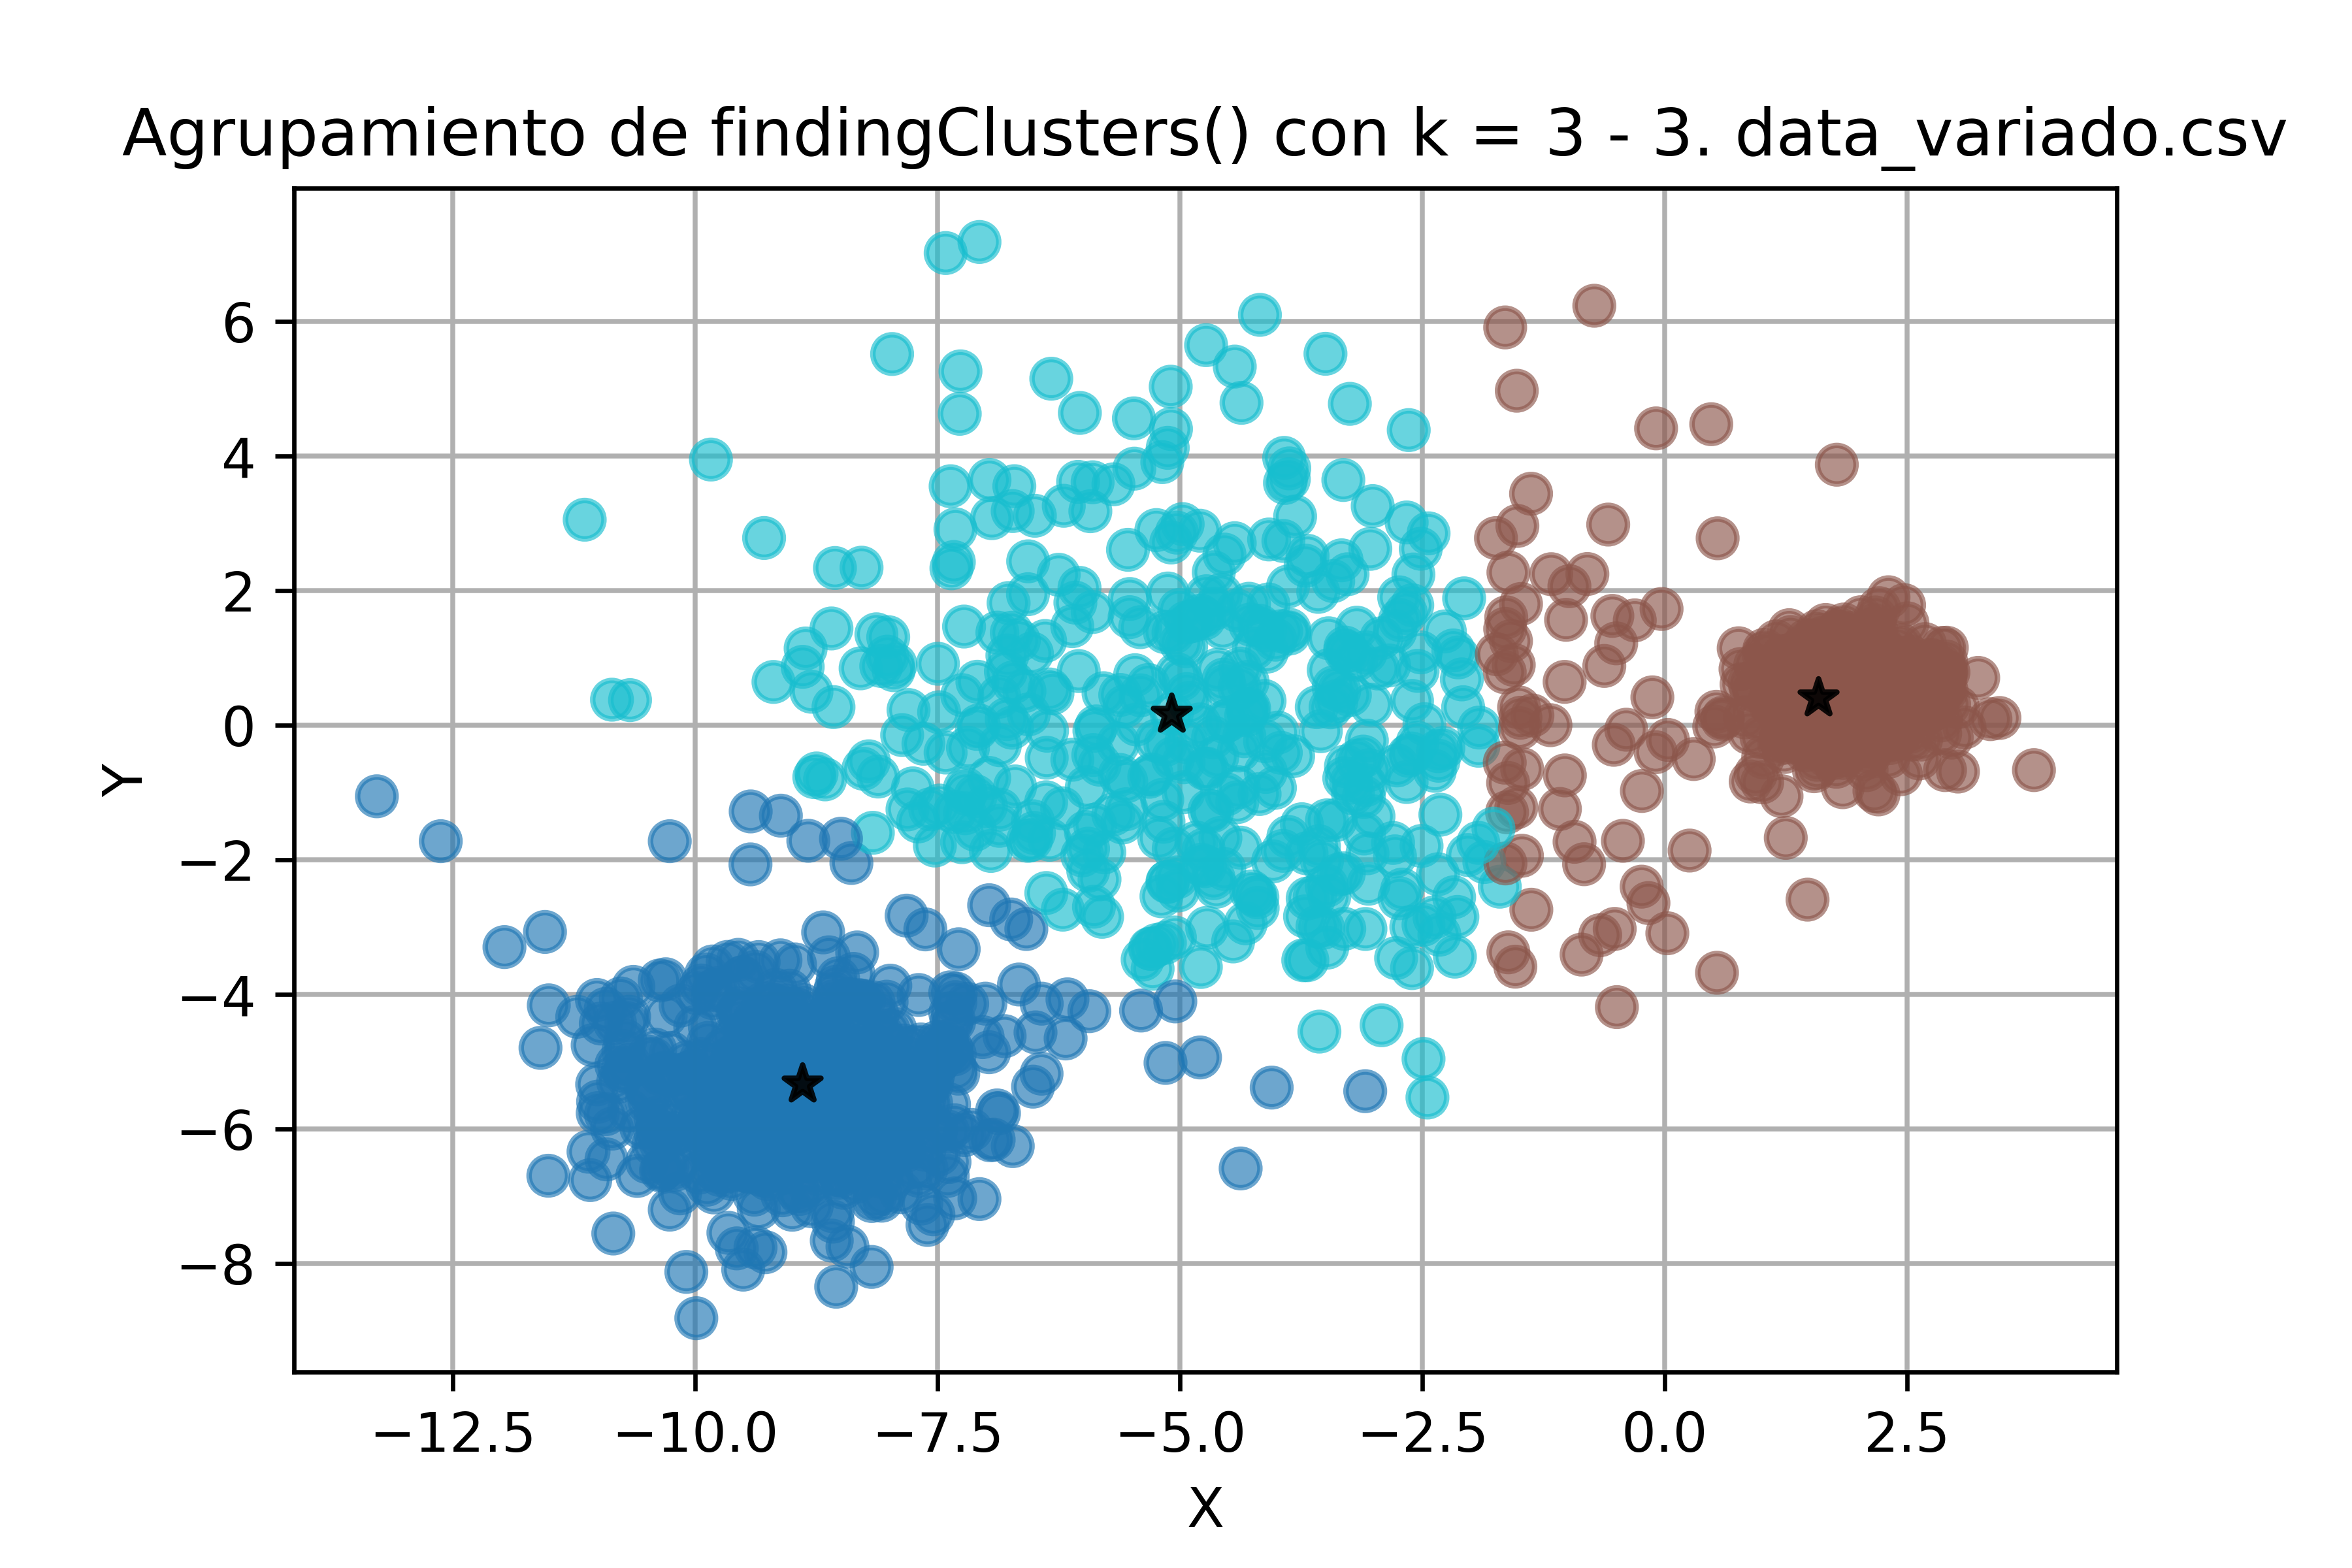 Agrupamiento de findingClusters() con k = 3 - 3. data_variado.csv
6
4
2
0
−2
−4
−6
−8
Y
−12.5 −10.0 −7.5 −5.0 −2.5 0.0 2.5
X